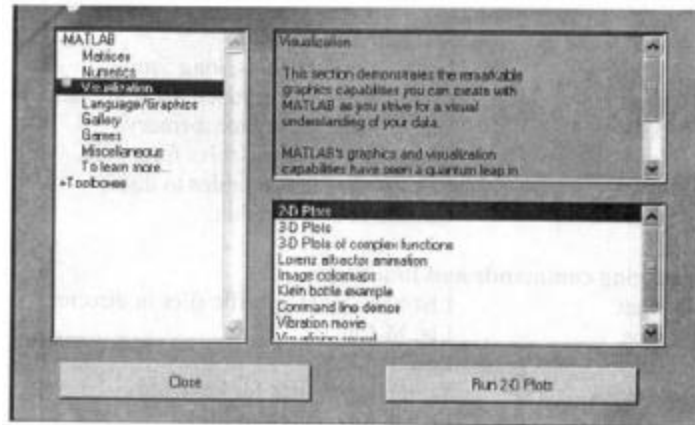 -MATLAB
Matrices
Numerics
Visualization
Language/Graphics
Gallery
Games
Miscellaneous
To learn more...
+Toolboxes
Visualization
This section demonstrates the remarkable
graphics capabilities you can create with
MATLAB as you strive for a visual
understanding of your data.
MATLAB's graphics and visualization
capabilities have seen a quantum leap in
2-D Plots
3-D Plots
3-D Plots of complex functions
Lorenz attractor animation
Image colormaps
Klein bottle example
Command line demos
Vibration movie
Visualizing sound
Close
Run 2-D Plots